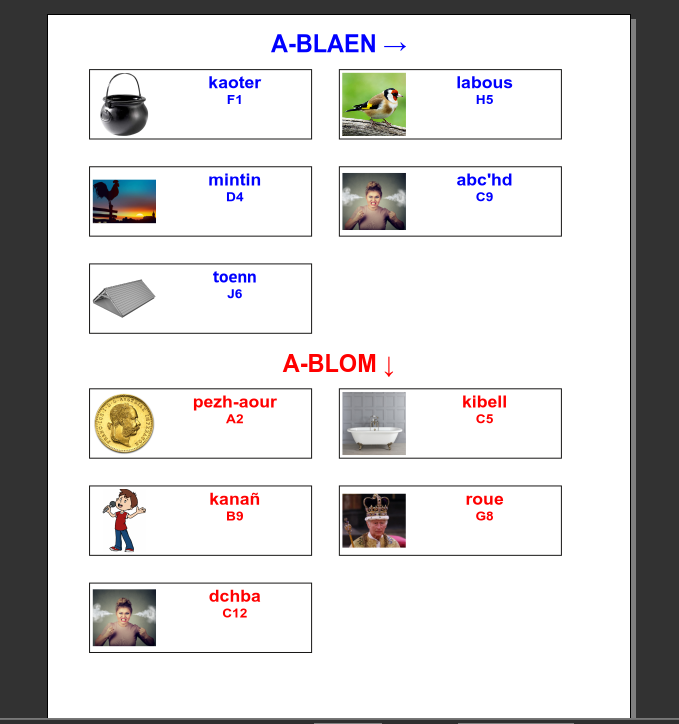 A-BLAEN →
kaoter
F1
labous
H5
mintin
D4
abc'hd
C9
toenn
J6
A-BLOM ↓
pezh-aour
A2
kibell
C5
kanañ
B9
roue
G8
dchba
C12